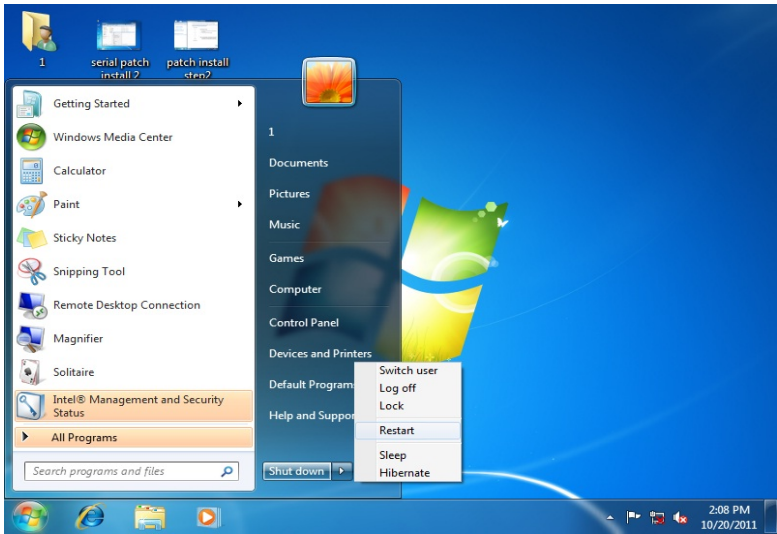 1
serial patch
install 2
patch install
step2
Getting Started
Windows Media Center
Calculator
Paint
Sticky Notes
Snipping Tool
Remote Desktop Connection
Magnifier
Solitaire
Intel® Management and Security
Status
All Programs
Search programs and files
1
Documents
Pictures
Music
Games
Computer
Control Panel
Devices and Printers
Default Program
Help and Suppor
Shut down
Switch user
Log off
Lock
Restart
Sleep
Hibernate
2:08 PM
10/20/2011